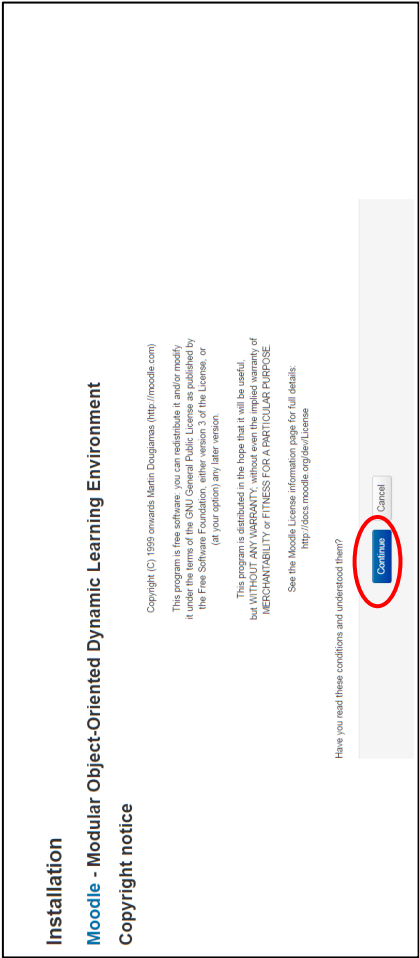 Installation
Moodle - Modular Object-Oriented Dynamic Learning Environment
Copyright notice
Copyright (C) 1999 onwards Martin Dougiamas (http://moodle.com)
This program is free software: you can redistribute it and/or modify
it under the terms of the GNU General Public License as published by
the Free Software Foundation, either version 3 of the License, or
(at your option) any later version.
This program is distributed in the hope that it will be useful,
but WITHOUT ANY WARRANTY; without even the implied warranty of
MERCHANTABILITY or FITNESS FOR A PARTICULAR PURPOSE.
See the Moodle License information page for full details:
http://docs.moodle.org/dev/License
Have you read these conditions and understood them?
Continue Cancel